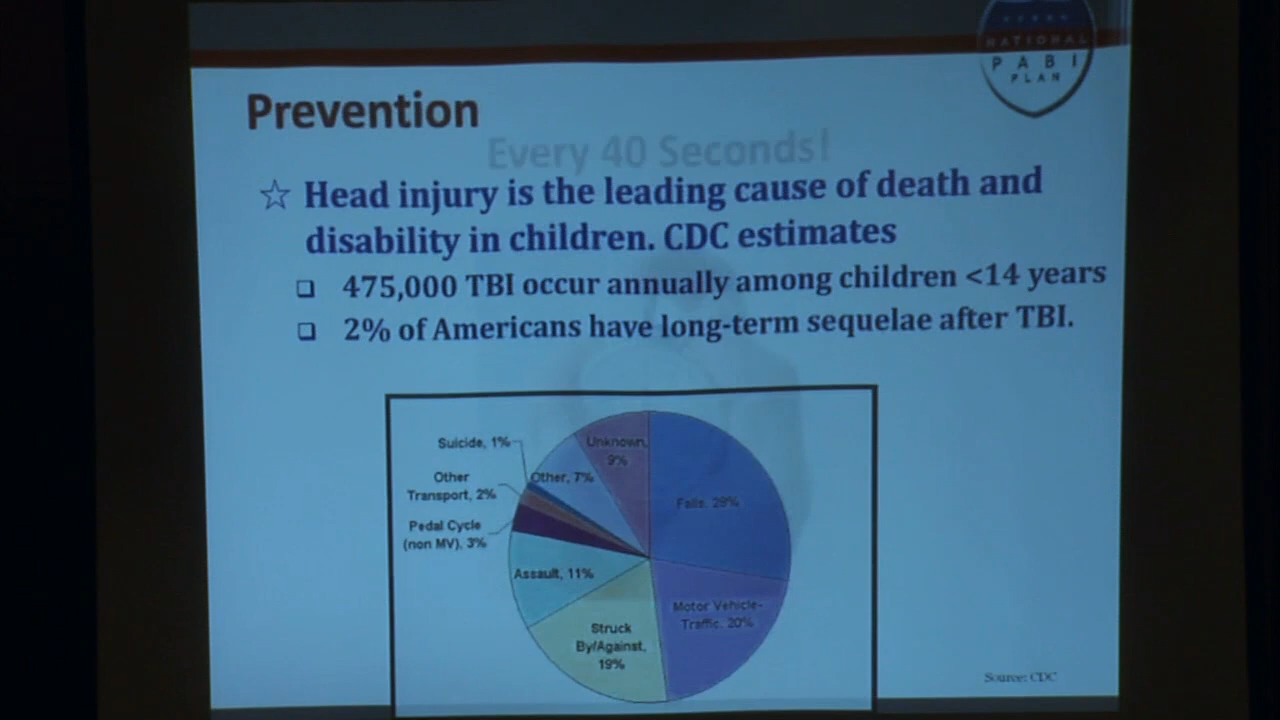 NATIONAL
PABI
PLAN
Prevention
Every 40 Seconds!
Head injury is the leading cause of death and
disability in children. CDC estimates
475,000 TBI occur annually among children <14 years
2% of Americans have long-term sequelae after TBI.
Suicide, 1%
Unknown,
9%
Other
Transport, 2%
Other, 7%
Falls, 28%
Pedal Cycle
(non MV), 3%
Assault, 11%
Motor Vehicle-
Traffic, 20%
Struck
By/Against,
19%
Source: CDC